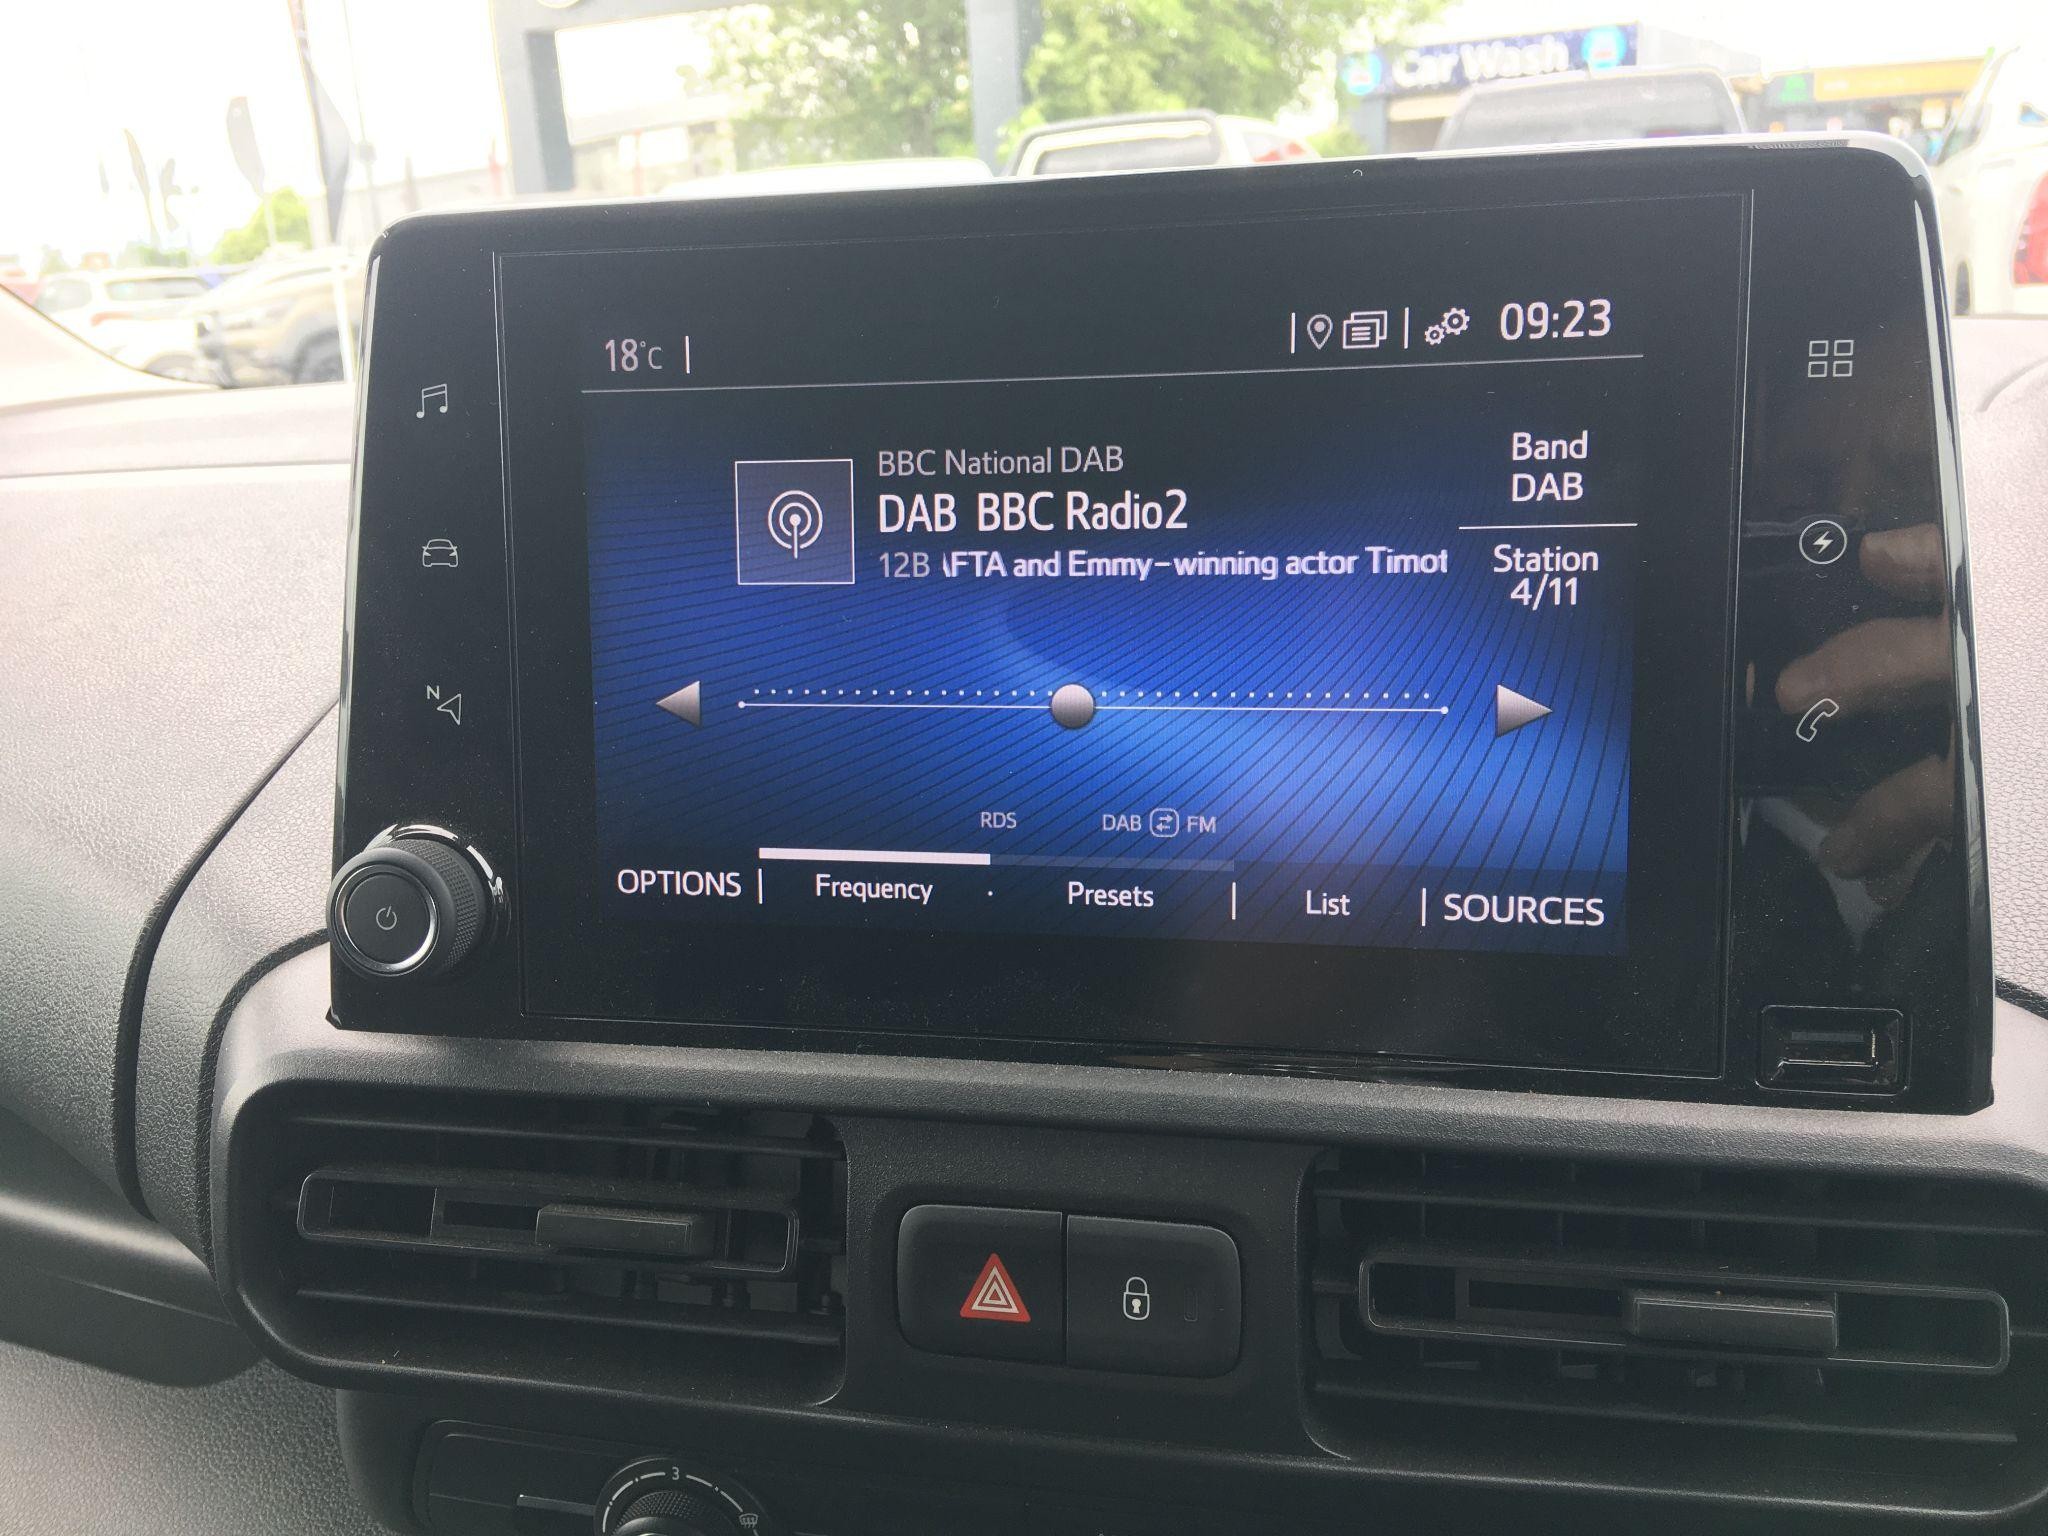 Car Wash
18°C
09:23
BBC National DAB
DAB BBC Radio2
12B \FTA and Emmy-winning actor Timot
Band
DAB
Station
4/11
N
RDS
DAB FM
OPTIONS | Frequency · Presets | List | SOURCES
3